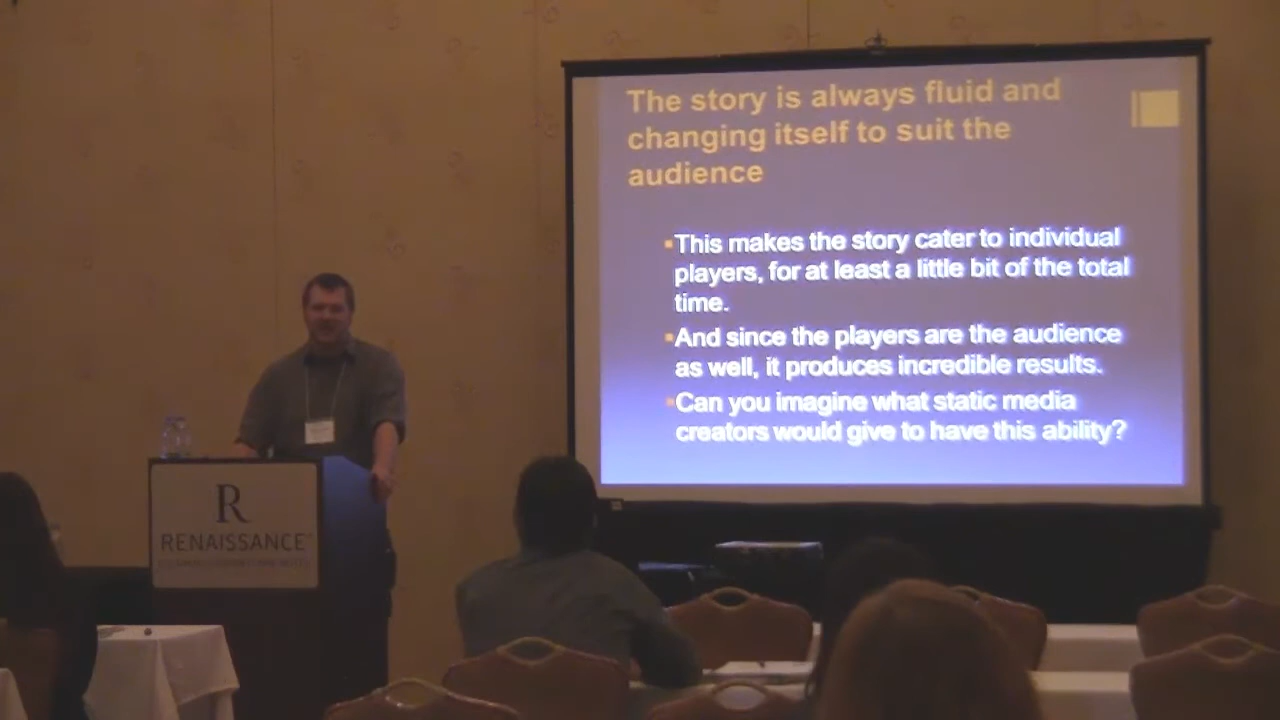 The story is always fluid and
changing itself to suit the
audience
▪This makes the story cater to individual
players, for at least a little bit of the total
time.
▪And since the players are the audience
as well, it produces incredible results.
▪Can you imagine what static media
creators would give to have this ability?
R
RENAISSANCE